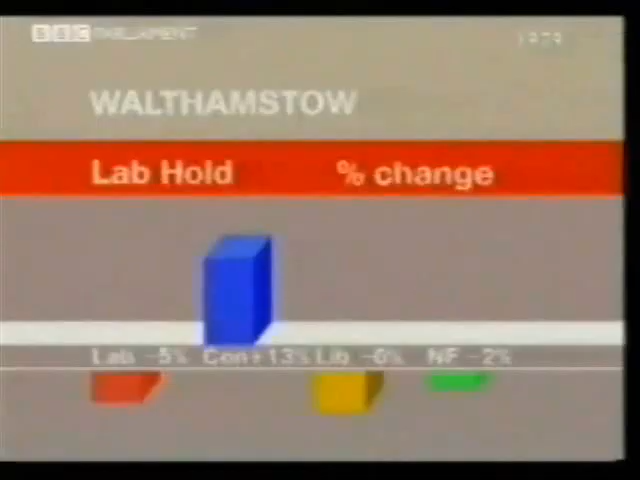 BBC PARLIAMENT 1979
WALTHAMSTOW
Lab Hold % change
Lab -5% Con+13% Lib -6% NF -2%